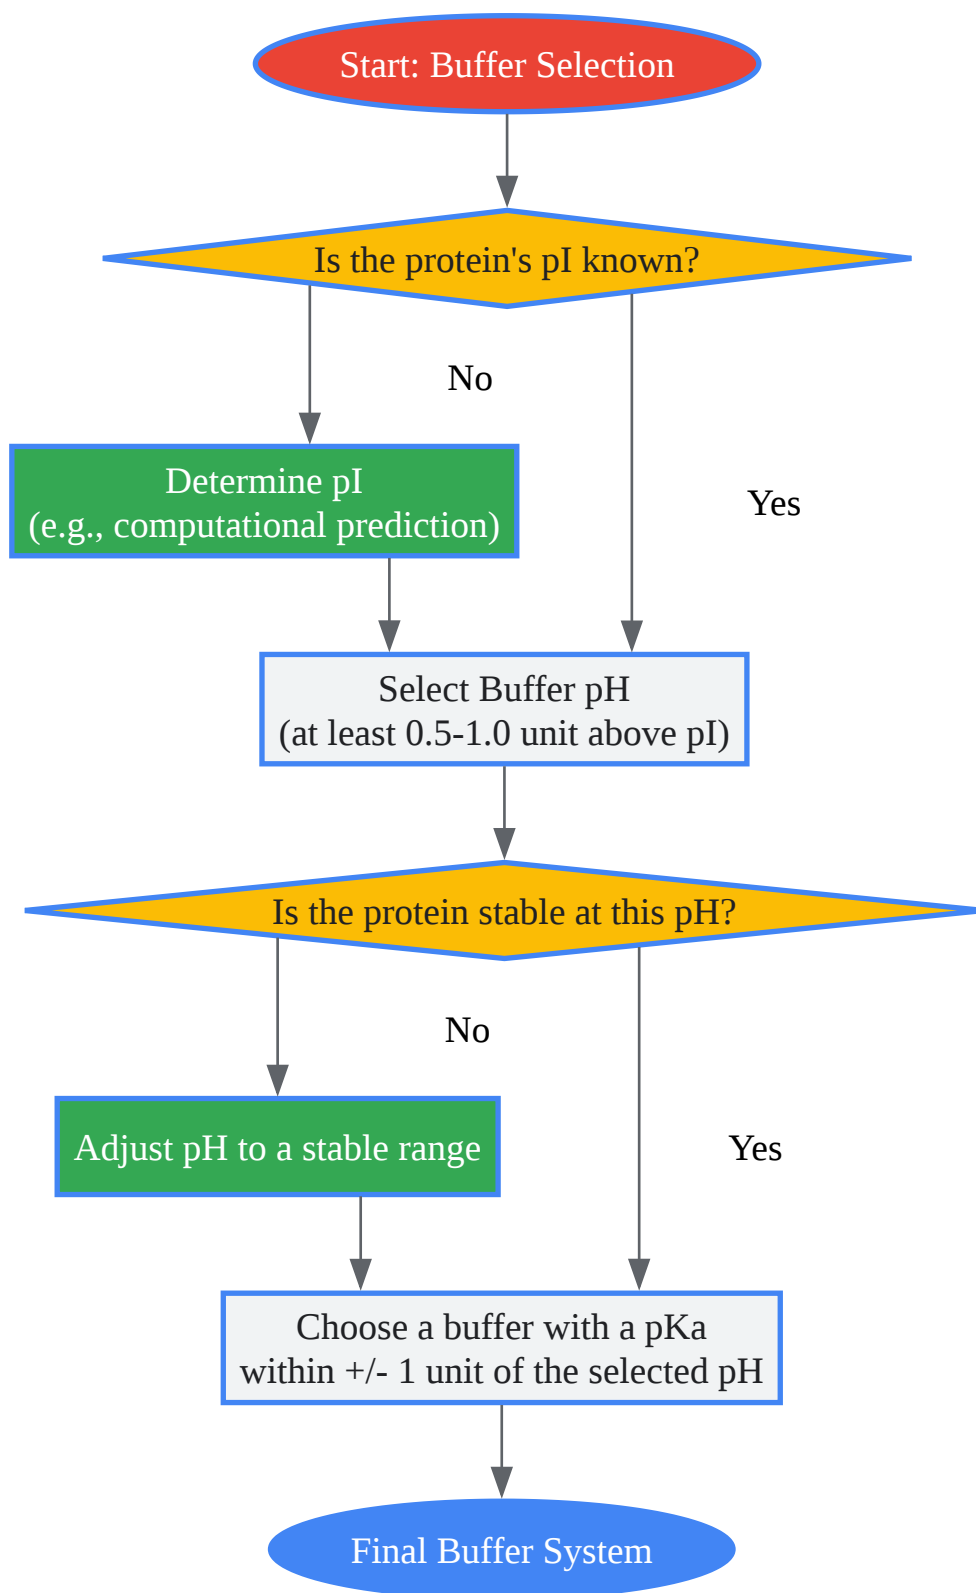 Start: Buffer Selection
Is the protein's pI known?
No
Determine pI
(e.g., computational prediction)
Yes
Select Buffer pH
(at least 0.5-1.0 unit above pI)
Is the protein stable at this pH?
No
Adjust pH to a stable range
Yes
Choose a buffer with a pKa
within +/- 1 unit of the selected pH
Final Buffer System